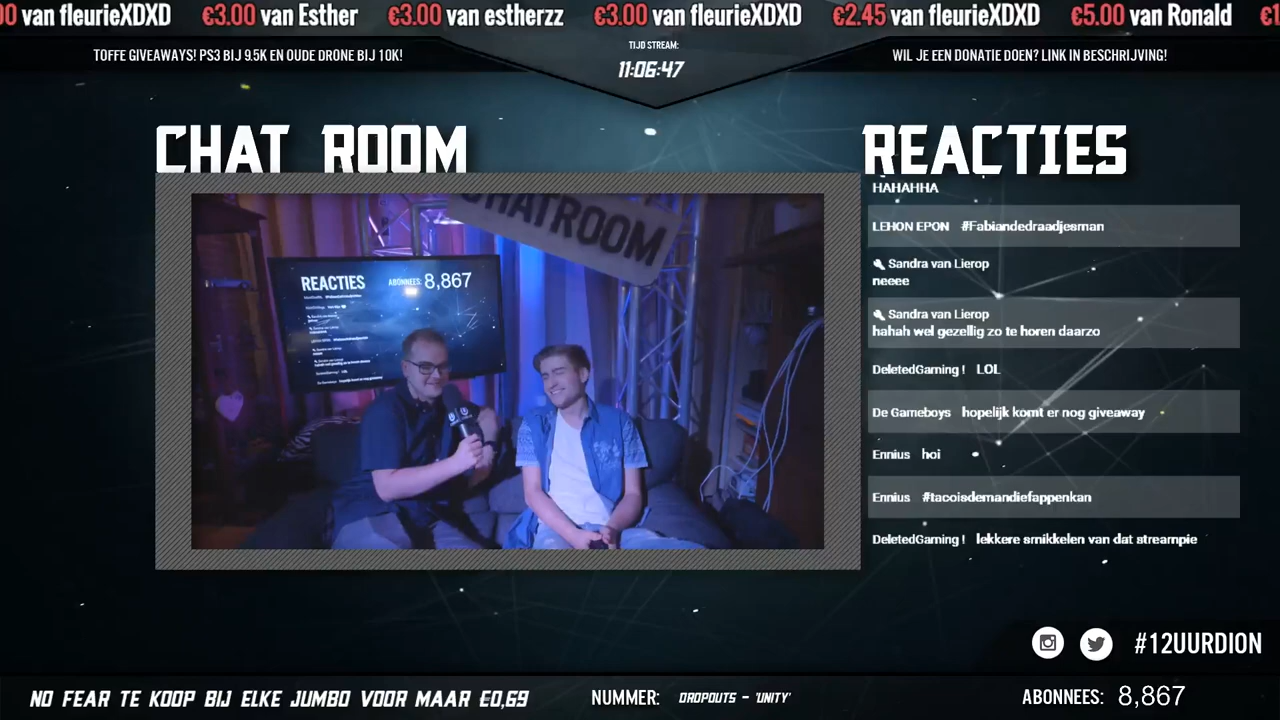 00 van fleurieXDXD €3.00 van Esther €3.00 van estherzz €3.00 van fleurieXDXD €2.45 van fleurieXDXD €5.00 van Ronald €1
TOFFE GIVEAWAYS! PS3 BIJ 9.5K EN OUDE DRONE BIJ 10K!
TIJD STREAM:
11:06:47
WIL JE EEN DONATIE DOEN? LINK IN BESCHRIJVING!
CHAT ROOM
CHATROOM
REACTIES
ABONNEES: 8,867
REACTIES
HAHAHHA
LEHON EPON #Fabiandedraadjesman
Sandra van Lierop
neeee
Sandra van Lierop
hahah wel gezellig zo te horen daarzo
DeletedGaming ! LOL
De Gameboys hopelijk komt er nog giveaway
Ennius hoi
Ennius #tacoisdemandiefappenkan
DeletedGaming ! lekkere smikkelen van dat streampie
#12UURDION
NO FEAR TE KOOP BIJ ELKE JUMBO VOOR MAAR €0,69
NUMMER: DROPOUTS - 'UNITY'
ABONNEES: 8,867